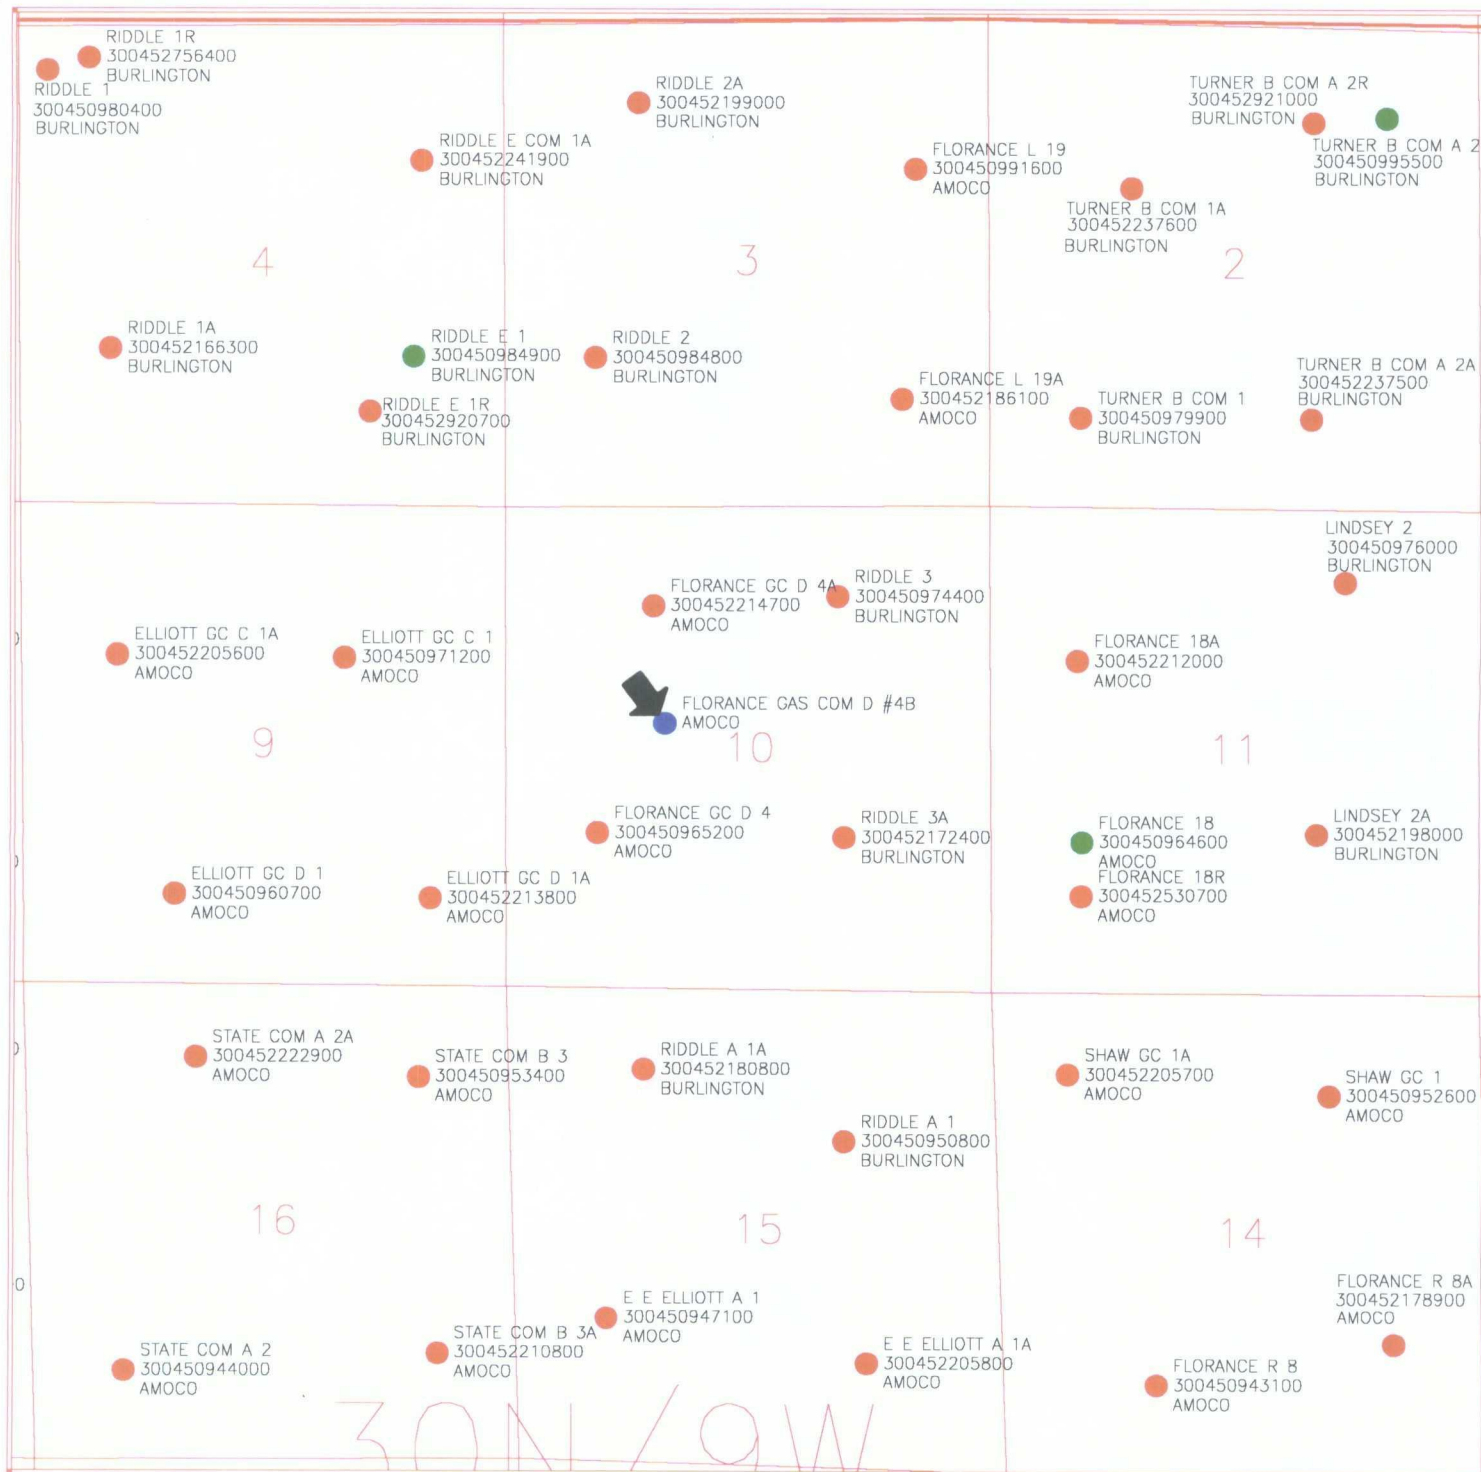 RIDDLE 1R
300452756400
BURLINGTON
RIDDLE 1
300450980400
BURLINGTON
RIDDLE 2A
300452199000
BURLINGTON
RIDDLE E COM 1A
300452241900
BURLINGTON
FLORANCE L 19
300450991600
AMOCO
TURNER B COM A 2R
300452921000
BURLINGTON
TURNER B COM A 2
300450995500
BURLINGTON
TURNER B COM 1A
300452237600
BURLINGTON
4
3
2
RIDDLE 1A
300452166300
BURLINGTON
RIDDLE E 1
300450984900
BURLINGTON
RIDDLE 2
300450984800
BURLINGTON
RIDDLE E 1R
300452920700
BURLINGTON
FLORANCE L 19A
300452186100
AMOCO
TURNER B COM 1
300450979900
BURLINGTON
TURNER B COM A 2A
300452237500
BURLINGTON
LINDSEY 2
300450976000
BURLINGTON
FLORANCE GC D 4A
300452214700
AMOCO
RIDDLE 3
300450974400
BURLINGTON
ELLIOTT GC C 1A
300452205600
AMOCO
ELLIOTT GC C 1
300450971200
AMOCO
FLORANCE 18A
300452212000
AMOCO
FLORANCE GAS COM D #4B
AMOCO
9
10
11
FLORANCE GC D 4
300450965200
AMOCO
RIDDLE 3A
300452172400
BURLINGTON
FLORANCE 18
300450964600
AMOCO
LINDSEY 2A
300452198000
BURLINGTON
ELLIOTT GC D 1
300450960700
AMOCO
ELLIOTT GC D 1A
300452213800
AMOCO
FLORANCE 18R
300452530700
AMOCO
STATE COM A 2A
300452222900
AMOCO
STATE COM B 3
300450953400
AMOCO
RIDDLE A 1A
300452180800
BURLINGTON
SHAW GC 1A
300452205700
AMOCO
SHAW GC 1
300450952600
AMOCO
RIDDLE A 1
300450950800
BURLINGTON
16
15
14
0
E E ELLIOTT A 1
300450947100
AMOCO
FLORANCE R 8A
300452178900
AMOCO
STATE COM A 2
300450944000
AMOCO
STATE COM B 3A
300452210800
AMOCO
E E ELLIOTT A 1A
300452205800
AMOCO
FLORANCE R 8
300450943100
AMOCO
30N/9W